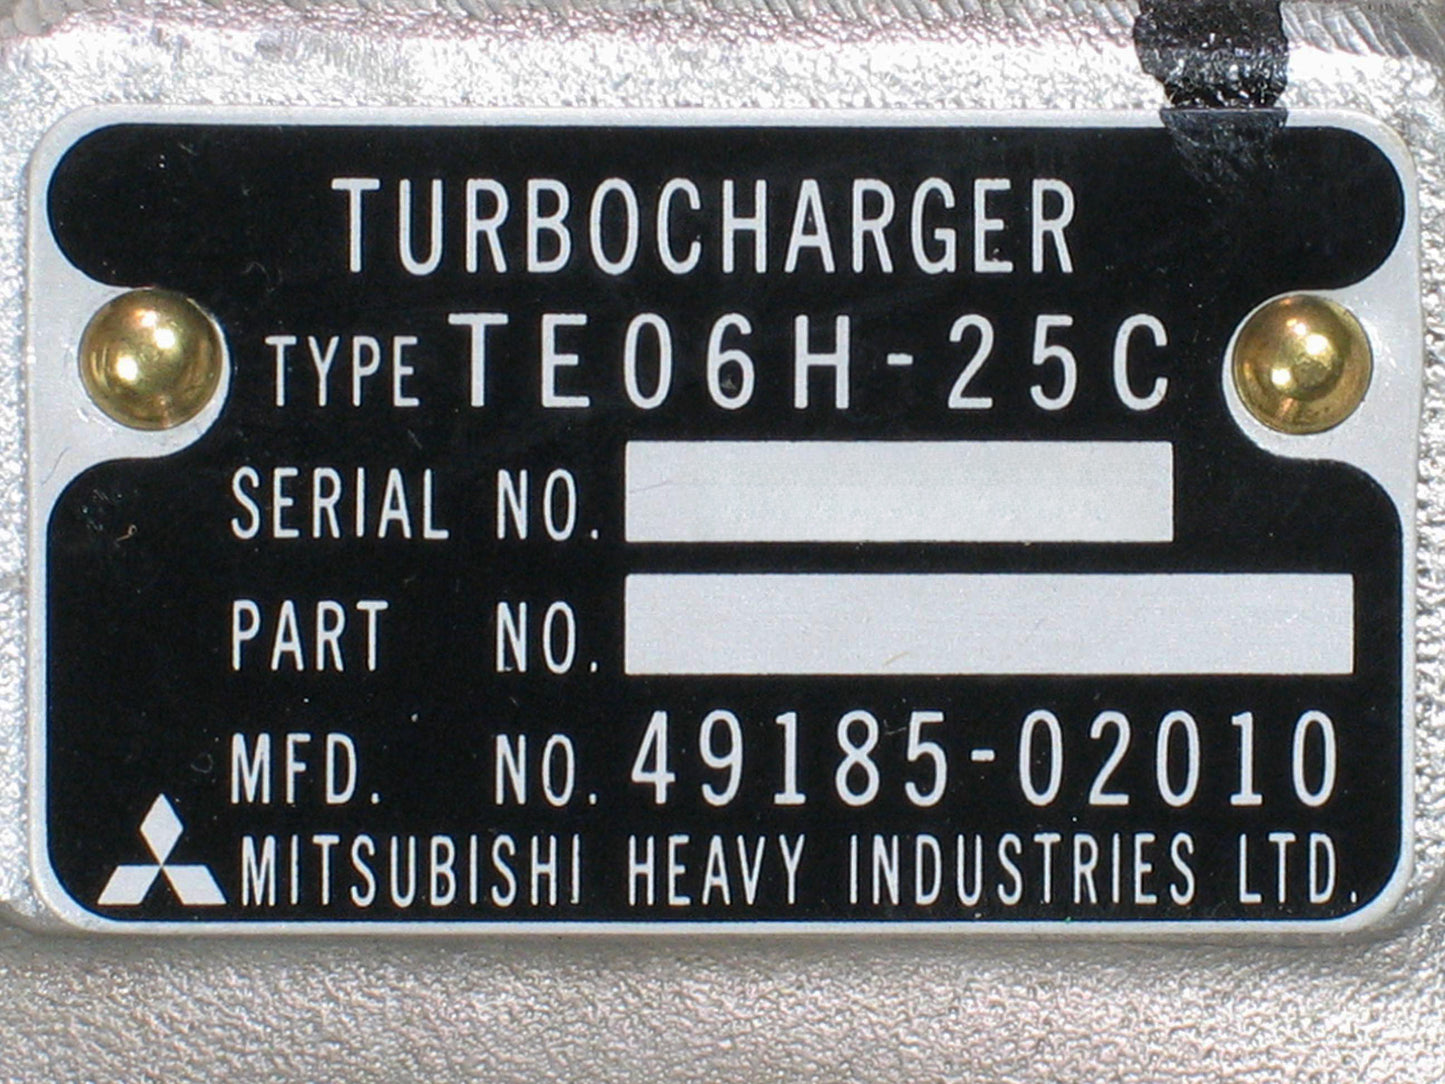 TURBOCHARGER
TYPE TE06H-25C
SERIAL NO.
PART NO.
MFD. NO. 49185-02010
MITSUBISHI HEAVY INDUSTRIES LTD.